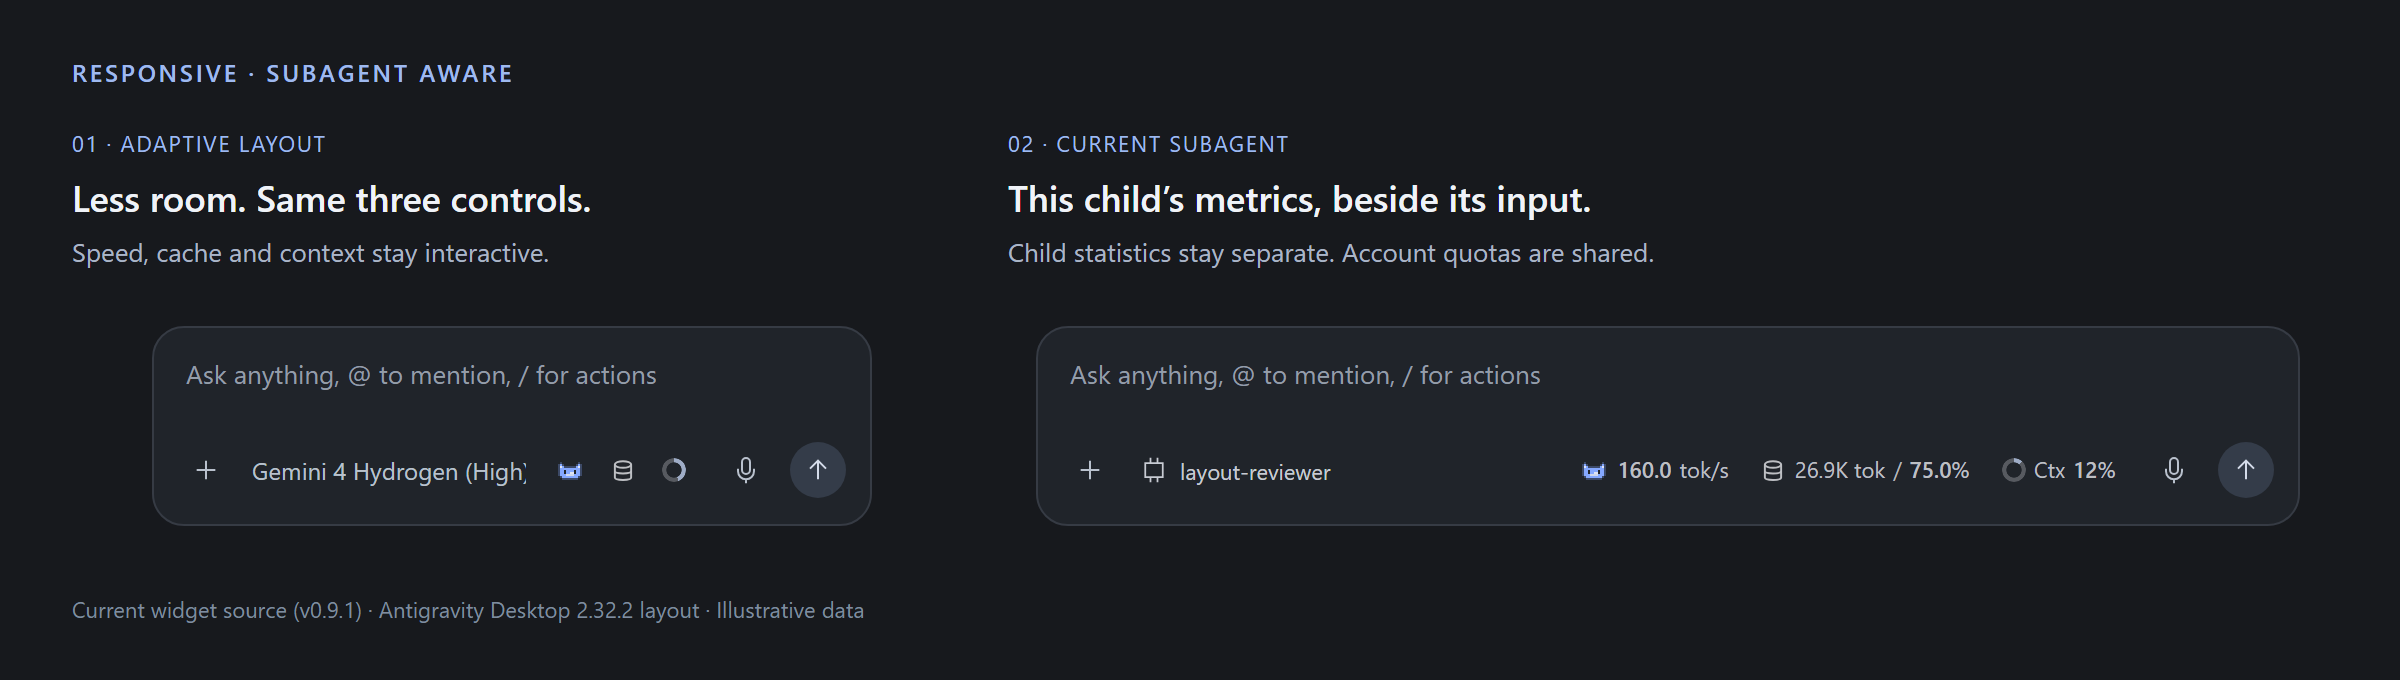 RESPONSIVE · SUBAGENT AWARE
01 · ADAPTIVE LAYOUT
Less room. Same three controls.
Speed, cache and context stay interactive.
Ask anything, @ to mention, / for actions
Gemini 4 Hydrogen (High)
02 · CURRENT SUBAGENT
This child’s metrics, beside its input.
Child statistics stay separate. Account quotas are shared.
Ask anything, @ to mention, / for actions
layout-reviewer 160.0 tok/s 26.9K tok / 75.0% Ctx 12%
Current widget source (v0.9.1) · Antigravity Desktop 2.32.2 layout · Illustrative data